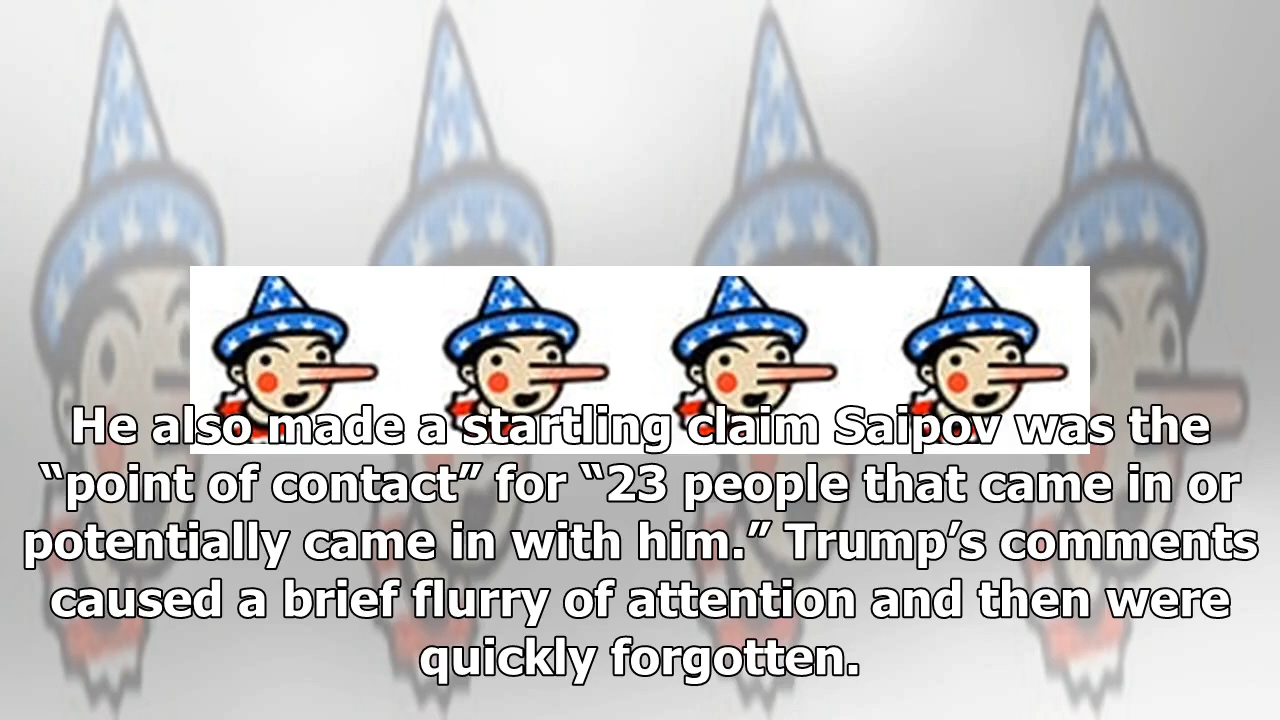 He also made a startling claim Saipov was the
“point of contact” for “23 people that came in or
potentially came in with him.” Trump’s comments
caused a brief flurry of attention and then were
quickly forgotten.